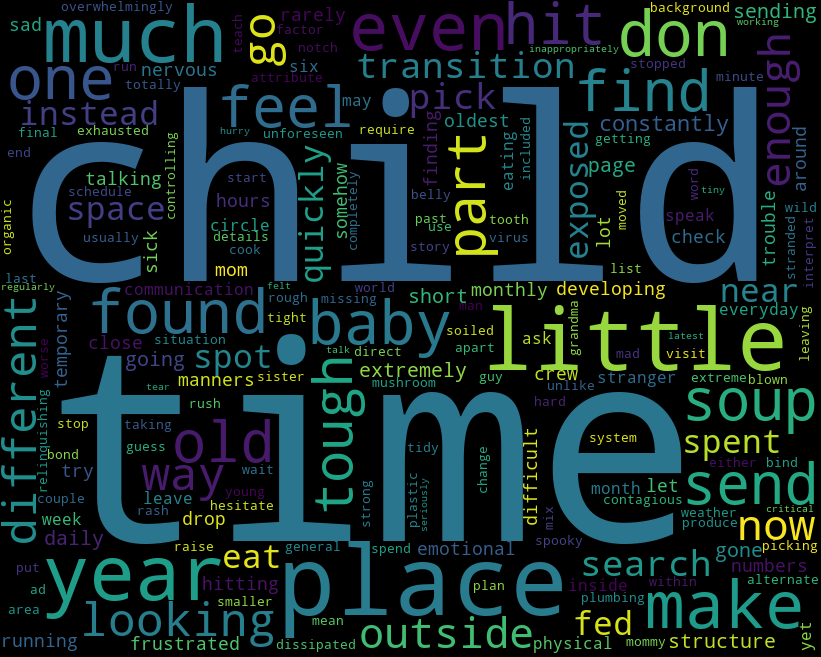 overwhelmingly
background
sad
much
rarely
factor
teach
go
even
hit
don
sending
working
inappropriately
notch
attribute
run
nervous
totally
six
transition
stopped
minute
one
find
enough
instead
feel
may
pick
oldest
constantly
final
exhausted
hurry
unforeseen
require
finding
eating
included
exposed
getting
around
end
child
page
talking
controlling
start
quickly
somehow
completely
belly
part
lot
moved
speak
word
tiny
trouble
wild
stranded
interpret
schedule
space
hours
circle
past
use
tooth
organic
usually
sick
details
cook
story
virus
check
last
mom
list
regularly
communication
felt
rough
missing
world
short
monthly
developing
near
found
tight
baby
man
soiled
grandma
little
everyday
leaving
different
temporary
close
situation
ask
mad
latest
visit
worse
going
spot
talk
direct
apart
extremely
crew
stranger
extreme
blown
relinquishing
manners
sister
mushroom
guy
unlike
tear
tough
hard
soup
try
stop
rush
bond
taking
old
guess
wait
tidy
system
spent
couple
way
time
change
difficult
either
bind
leave
young
strong
plastic
seriously
month
let
send
contagious
week
rash
drop
hesitate
mix
weather
critical
daily
produce
now
raise
general
spend
emotional
spooky
picking
put
year
eat
place
plan
search
gone
numbers
ad
hitting
inside
within
alternate
area
smaller
plumbing
make
looking
mean
outside
fed
running
frustrated
dissipated
physical
mommy
structure
yet